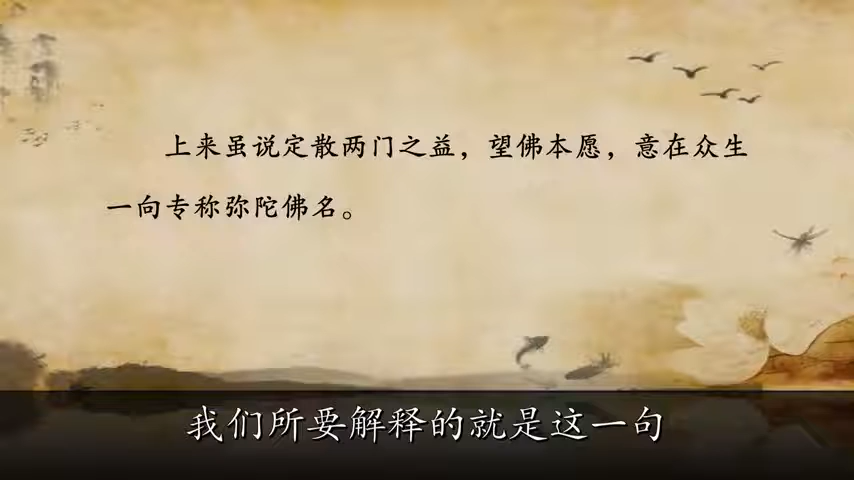 上来虽说定散两门之益，望佛本愿，意在众生
一向专称弥陀佛名。
我们所要解释的就是这一句